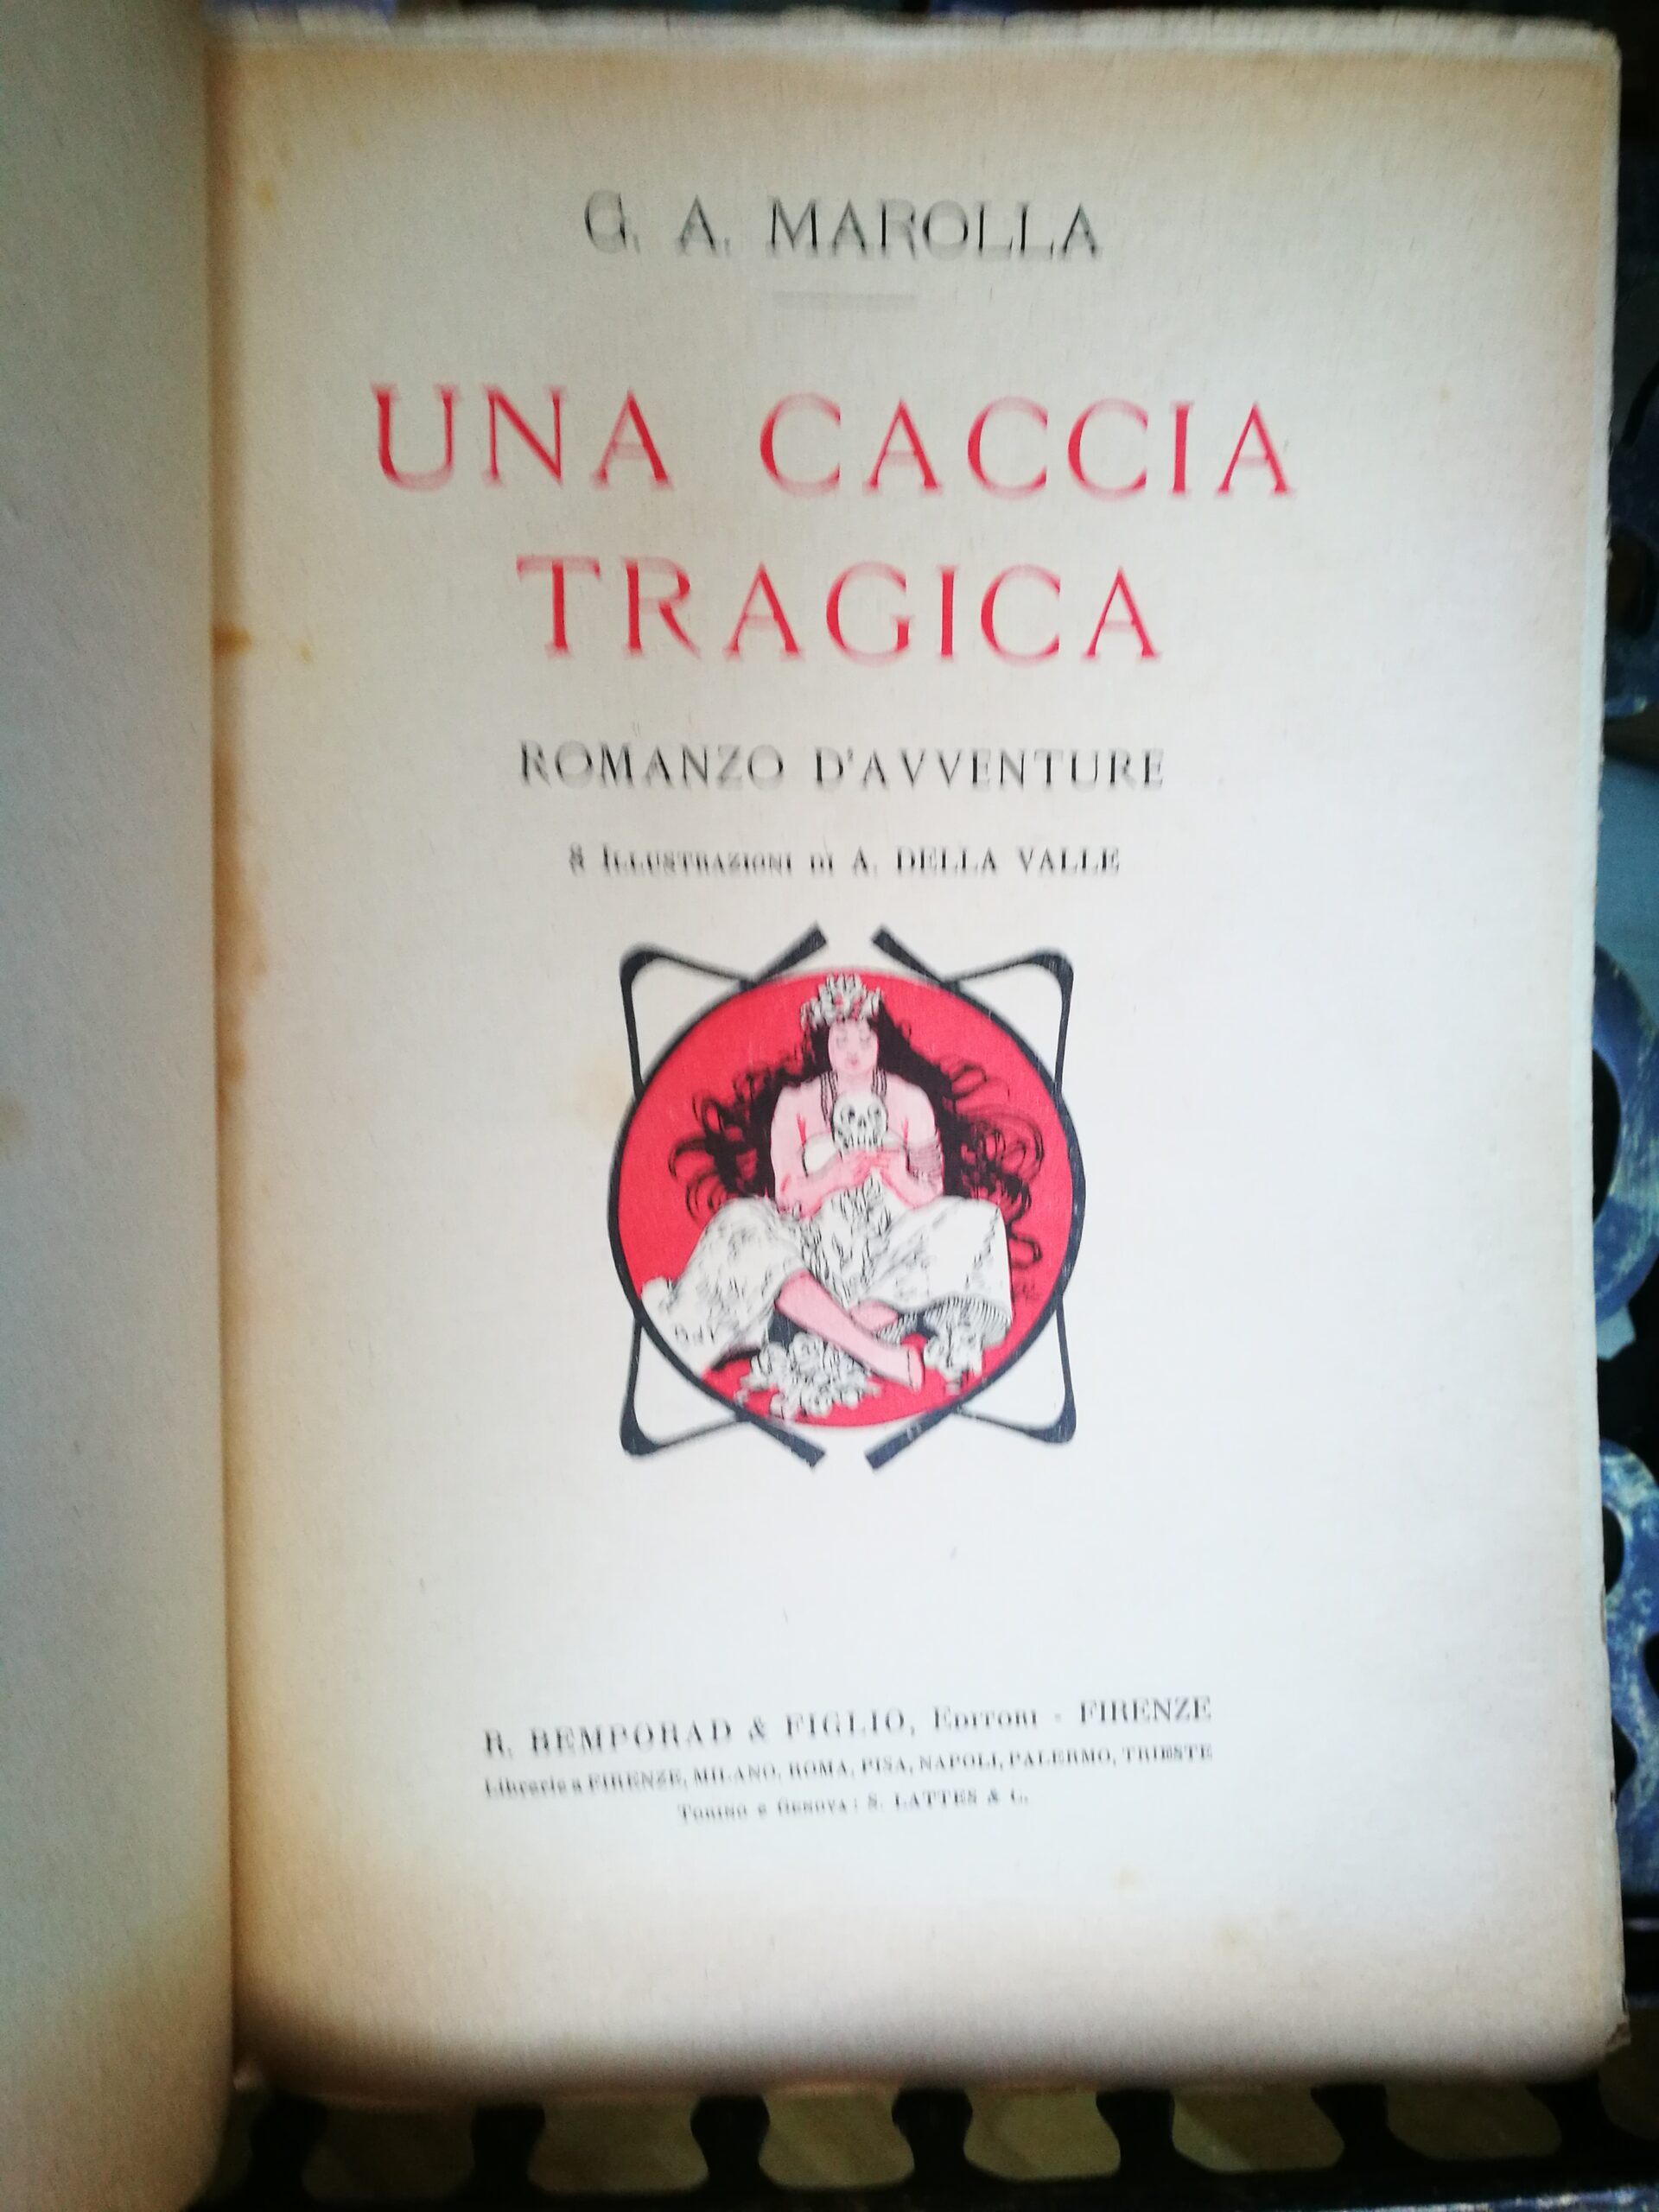 G. A. MAROLLA
UNA CACCIA
TRAGICA
ROMANZO D'AVVENTURE
8 ILLUSTRAZIONI DI A. DELLA VALLE
R. BEMPORAD & FIGLIO, EDITORI - FIRENZE
Librerie a FIRENZE, MILANO, ROMA, PISA, NAPOLI, PALERMO, TRIESTE
TORINO e GENOVA: S. LATTES & C.